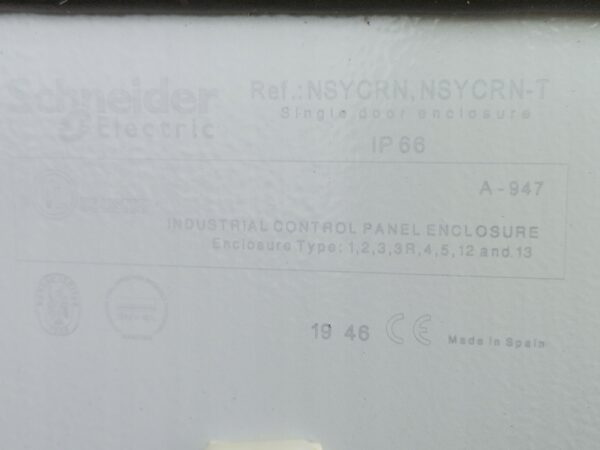 Schneider
Electric
Ref.:NSYCRN, NSYCRN-T
Single door enclosure
IP 66
A-947
INDUSTRIAL CONTROL PANEL ENCLOSURE
Enclosure Type: 1,2,3,3R,4,5,12 and 13
19 46 CE Made in Spain